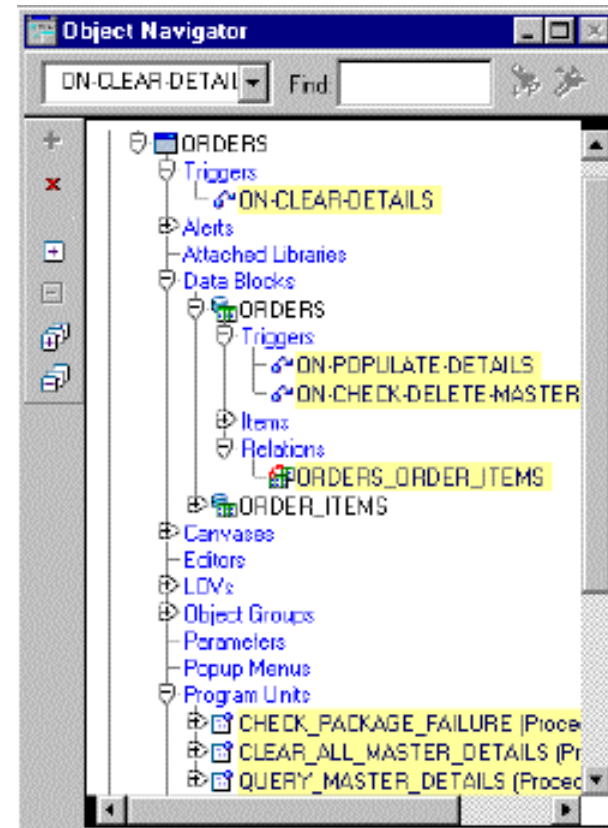 Object Navigator
ON-CLEAR-DETAIL Find:
ORDERS
Triggers
ON-CLEAR-DETAILS
Alerts
Attached Libraries
Data Blocks
ORDERS
Triggers
ON-POPULATE-DETAILS
ON-CHECK-DELETE-MASTER
Items
Relations
ORDERS_ORDER_ITEMS
ORDER_ITEMS
Canvases
Editors
LOVs
Object Groups
Parameters
Popup Menus
Program Units
CHECK_PACKAGE_FAILURE (Proce
CLEAR_ALL_MASTER_DETAILS (Pr
QUERY_MASTER_DETAILS (Proced